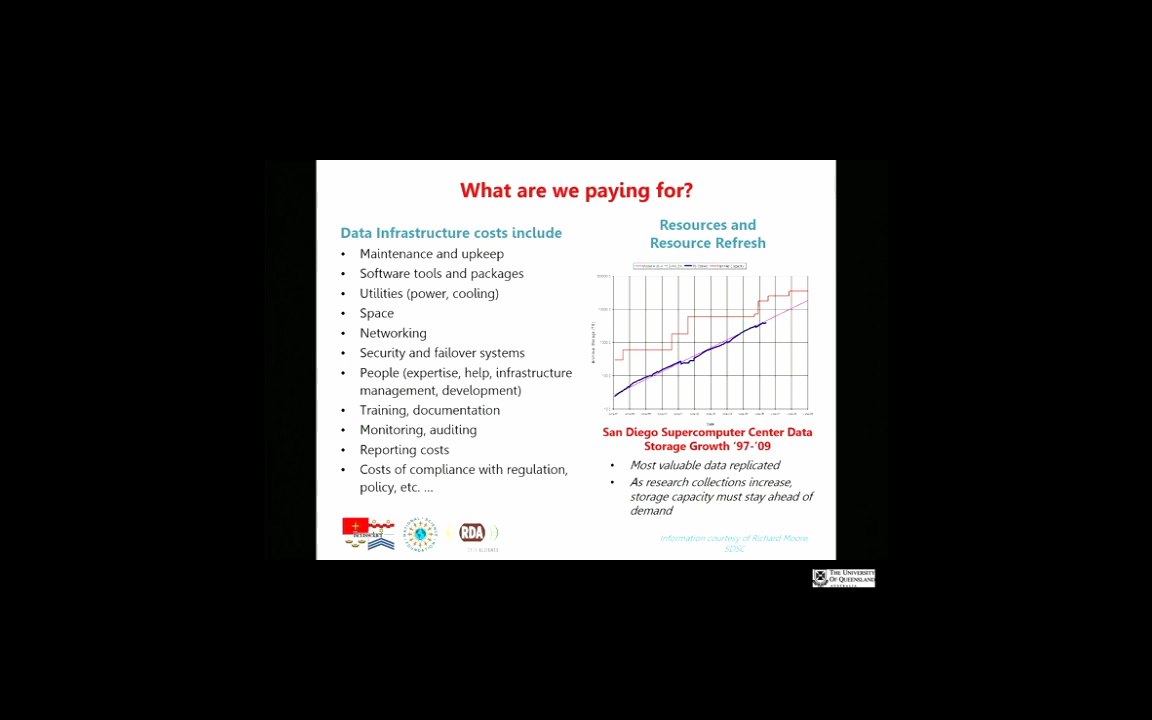 What are we paying for?
Data Infrastructure costs include
• Maintenance and upkeep
• Software tools and packages
• Utilities (power, cooling)
• Space
• Networking
• Security and failover systems
• People (expertise, help, infrastructure
management, development)
• Training, documentation
• Monitoring, auditing
• Reporting costs
• Costs of compliance with regulation,
policy, etc. ...
Resources and
Resource Refresh
San Diego Supercomputer Center Data
Storage Growth '97-'09
• Most valuable data replicated
• As research collections increase,
storage capacity must stay ahead of
demand
Information courtesy of Richard Moore,
SDSC
RDA
THE UNIVERSITY
OF QUEENSLAND
AUSTRALIA